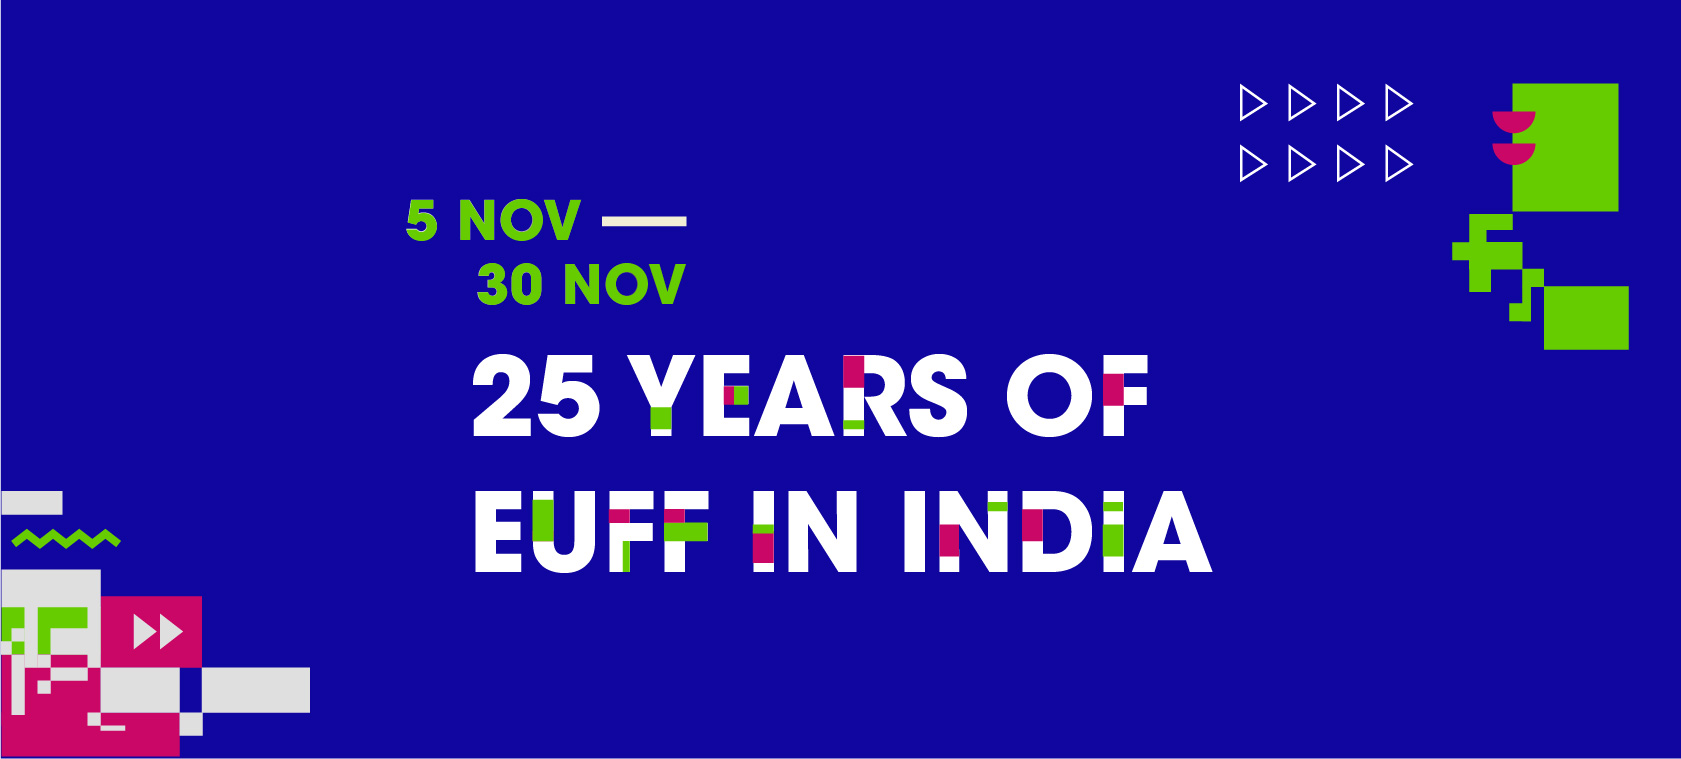 5 NOV —
30 NOV
25 YEARS OF
EUFF IN INDIA